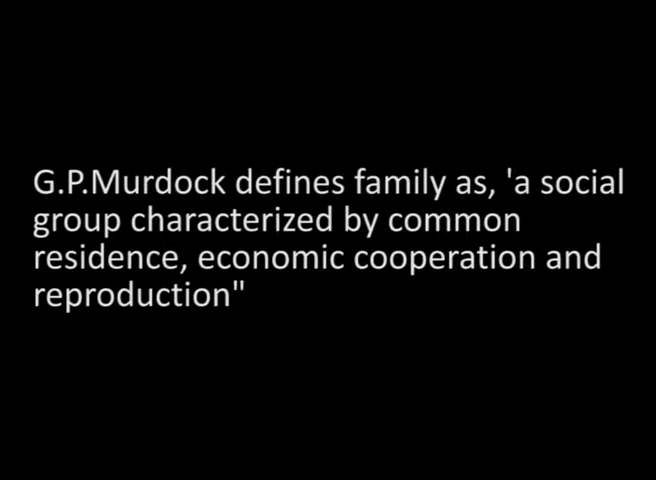 G.P.Murdock defines family as, 'a social
group characterized by common
residence, economic cooperation and
reproduction"